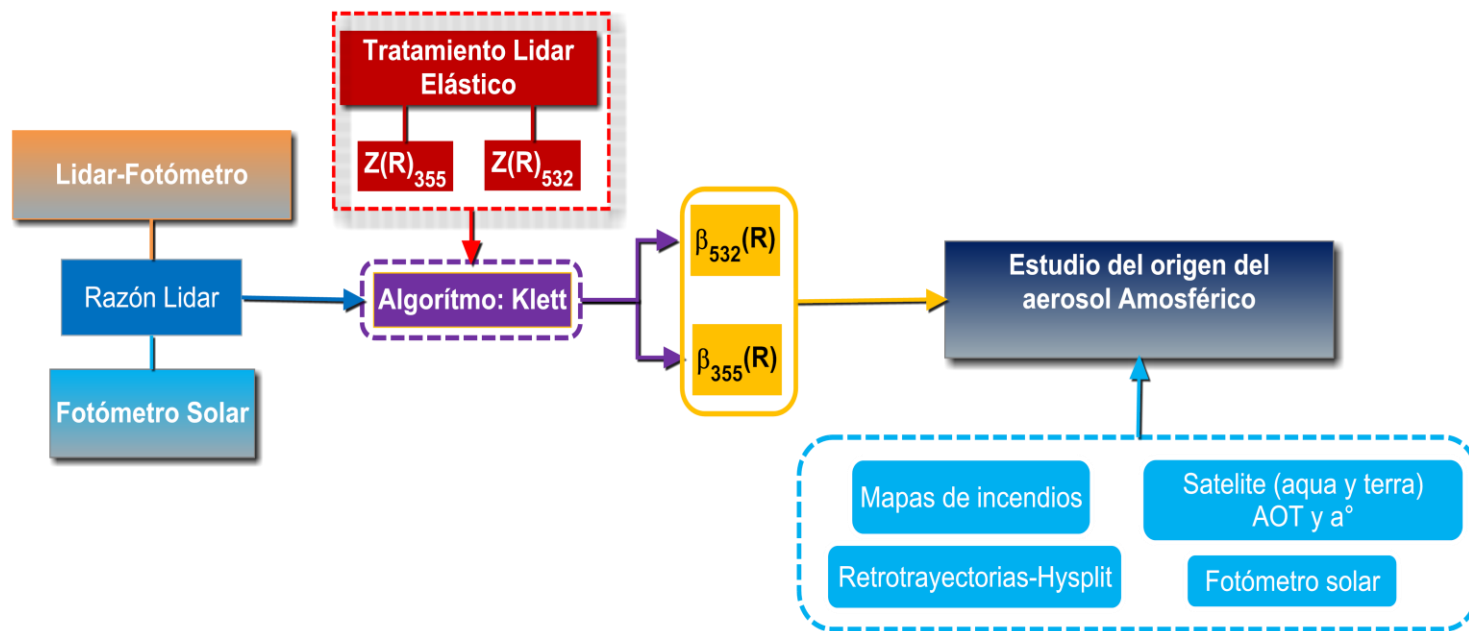 Tratamiento Lidar
Elástico
Z(R)355
Z(R)532
Lidar-Fotómetro
Razón Lidar
Fotómetro Solar
Algorítmo: Klett
β532(R)
β355(R)
Estudio del origen del
aerosol Amosférico
Mapas de incendios
Satelite (aqua y terra)
AOT y a°
Retrotrayectorias-Hysplit
Fotómetro solar